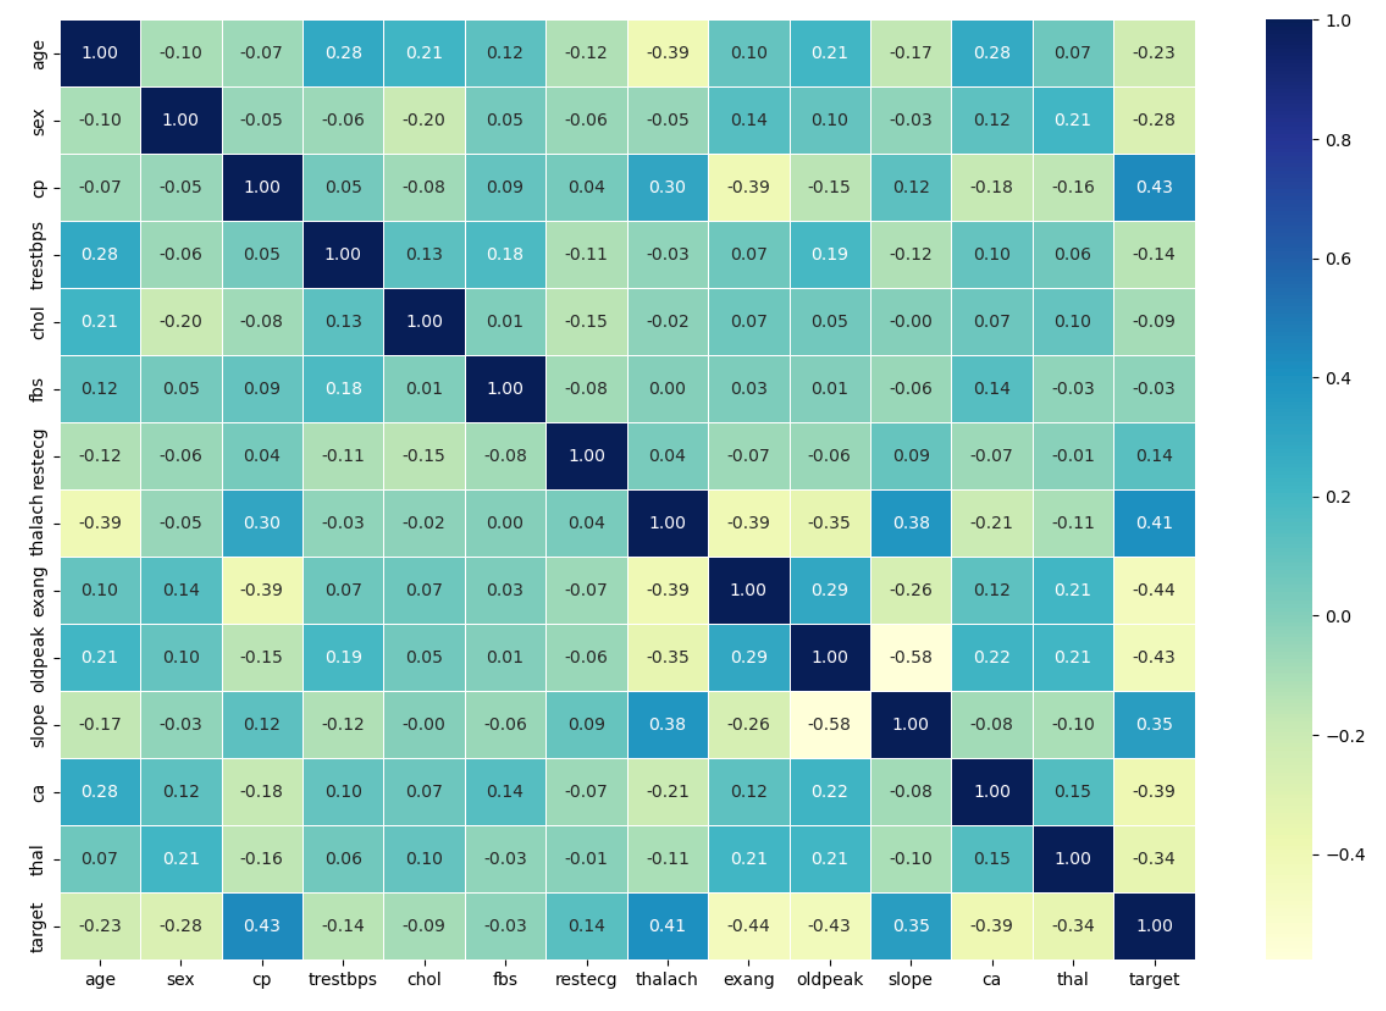 age 1.00 -0.10 -0.07 0.28 0.21 0.12 -0.12 -0.39 0.10 0.21 -0.17 0.28 0.07 -0.23
sex -0.10 1.00 -0.05 -0.06 -0.20 0.05 -0.06 -0.05 0.14 0.10 -0.03 0.12 0.21 -0.28
cp -0.07 -0.05 1.00 0.05 -0.08 0.09 0.04 0.30 -0.39 -0.15 0.12 -0.18 -0.16 0.43
trestbps 0.28 -0.06 0.05 1.00 0.13 0.18 -0.11 -0.03 0.07 0.19 -0.12 0.10 0.06 -0.14
chol 0.21 -0.20 -0.08 0.13 1.00 0.01 -0.15 -0.02 0.07 0.05 -0.00 0.07 0.10 -0.09
fbs 0.12 0.05 0.09 0.18 0.01 1.00 -0.08 0.00 0.03 0.01 -0.06 0.14 -0.03 -0.03
restecg -0.12 -0.06 0.04 -0.11 -0.15 -0.08 1.00 0.04 -0.07 -0.06 0.09 -0.07 -0.01 0.14
thalach -0.39 -0.05 0.30 -0.03 -0.02 0.00 0.04 1.00 -0.39 -0.35 0.38 -0.21 -0.11 0.41
exang 0.10 0.14 -0.39 0.07 0.07 0.03 -0.07 -0.39 1.00 0.29 -0.26 0.12 0.21 -0.44
oldpeak 0.21 0.10 -0.15 0.19 0.05 0.01 -0.06 -0.35 0.29 1.00 -0.58 0.22 0.21 -0.43
slope -0.17 -0.03 0.12 -0.12 -0.00 -0.06 0.09 0.38 -0.26 -0.58 1.00 -0.08 -0.10 0.35
ca 0.28 0.12 -0.18 0.10 0.07 0.14 -0.07 -0.21 0.12 0.22 -0.08 1.00 0.15 -0.39
thal 0.07 0.21 -0.16 0.06 0.10 -0.03 -0.01 -0.11 0.21 0.21 -0.10 0.15 1.00 -0.34
target -0.23 -0.28 0.43 -0.14 -0.09 -0.03 0.14 0.41 -0.44 -0.43 0.35 -0.39 -0.34 1.00
age sex cp trestbps chol fbs restecg thalach exang oldpeak slope ca thal target
1.0
0.8
0.6
0.4
0.2
0.0
−0.2
−0.4